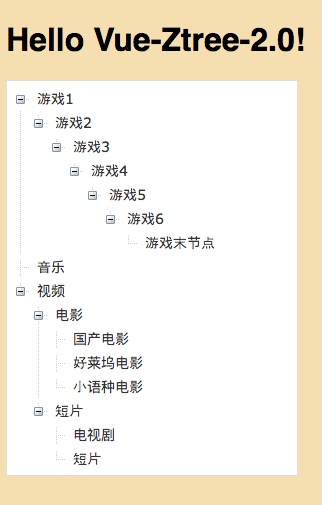 Hello Vue-Ztree-2.0!
游戏1
游戏2
游戏3
游戏4
游戏5
游戏6
游戏末节点
音乐
视频
电影
国产电影
好莱坞电影
小语种电影
短片
电视剧
短片